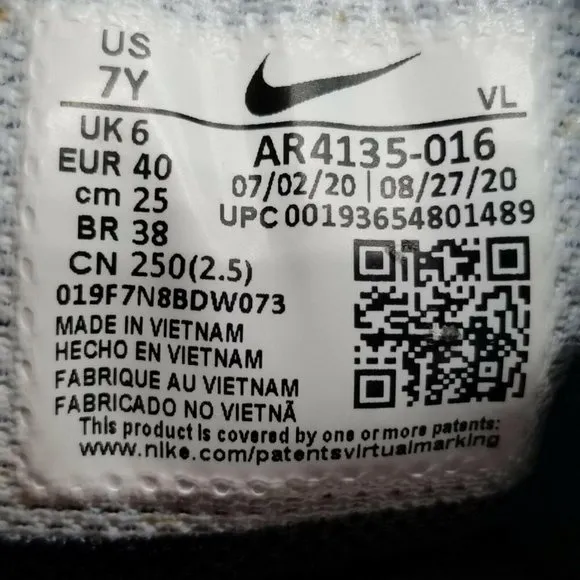 US
7Y
VL
UK 6
EUR 40
cm 25
BR 38
CN 250(2.5)
AR4135-016
07/02/20 | 08/27/20
UPC 00193654801489
019F7N8BDW073
MADE IN VIETNAM
HECHO EN VIETNAM
FABRIQUE AU VIETNAM
FABRICADO NO VIETNÃ
This product is covered by one or more patents:
www.nike.com/patentsvirtualmarking